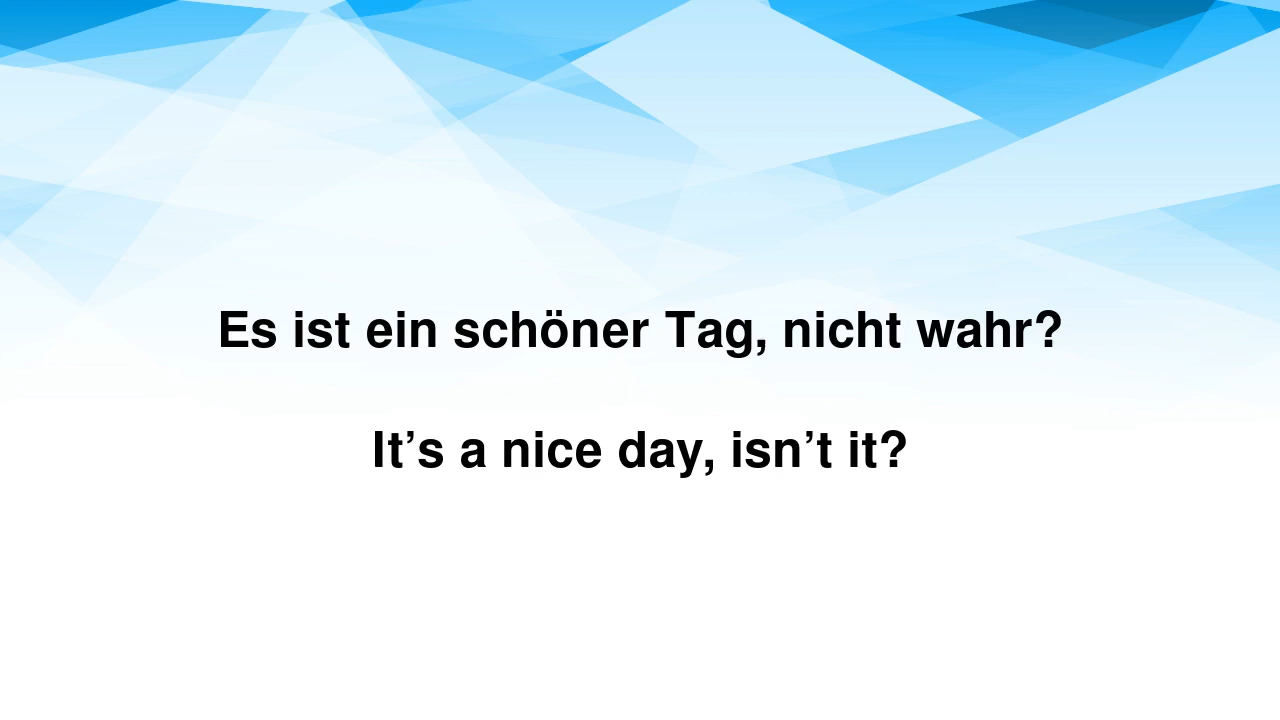 Es ist ein schöner Tag, nicht wahr?
It’s a nice day, isn’t it?